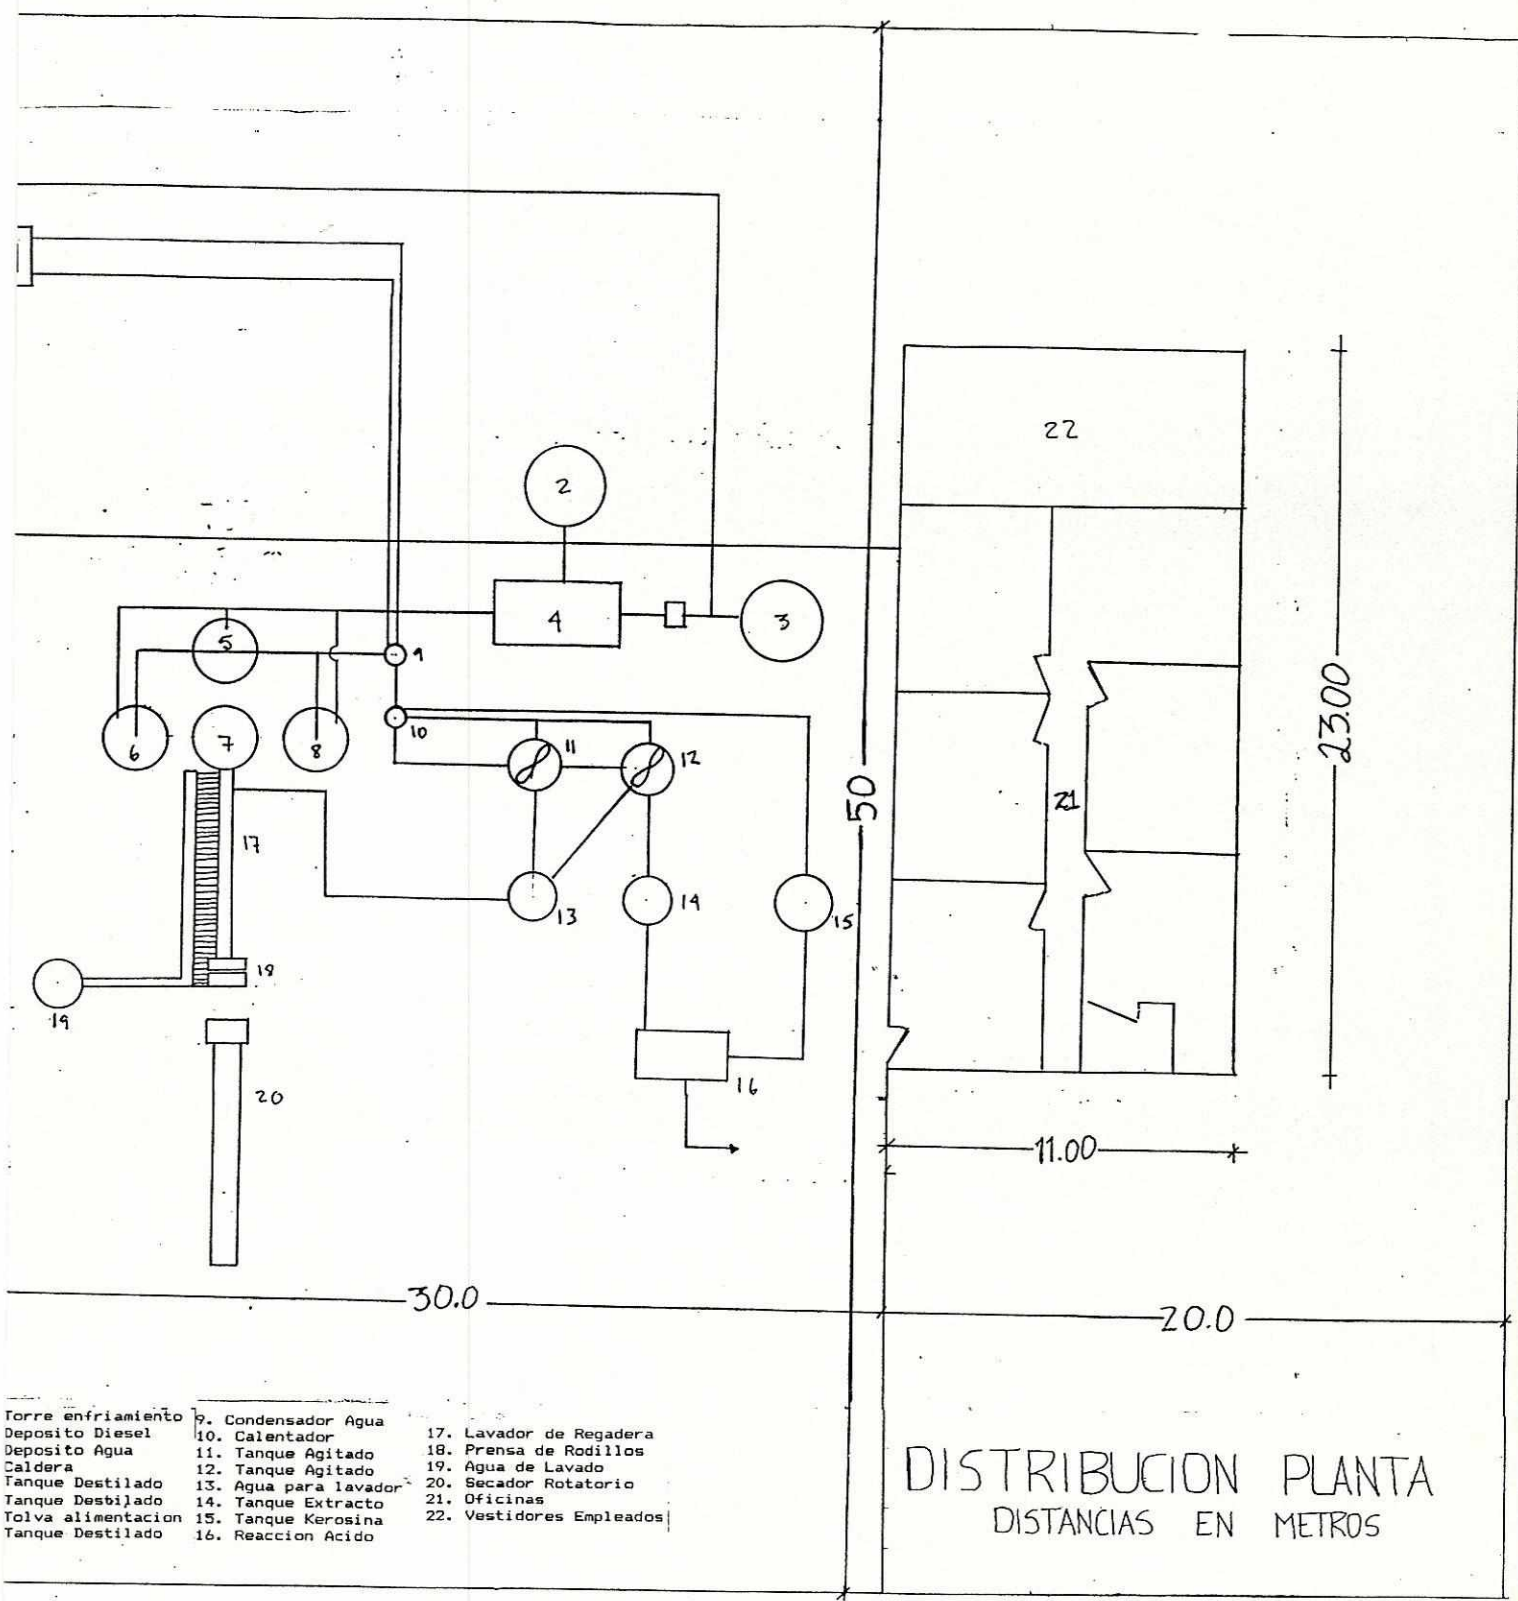 22
2
4
3
5
9
6
7
8
10
11
12
23.00
50
21
17
13
14
15
18
19
16
20
11.00
30.0
20.0
Torre enfriamiento
Deposito Diesel
Deposito Agua
Caldera
Tanque Destilado
Tanque Destilado
Tolva alimentacion
Tanque Destilado
9. Condensador Agua
10. Calentador
11. Tanque Agitado
12. Tanque Agitado
13. Agua para lavador
14. Tanque Extracto
15. Tanque Kerosina
16. Reaccion Acido
17. Lavador de Regadera
18. Prensa de Rodillos
19. Agua de Lavado
20. Secador Rotatorio
21. Oficinas
22. Vestidores Empleados
DISTRIBUCION PLANTA
DISTANCIAS EN METROS